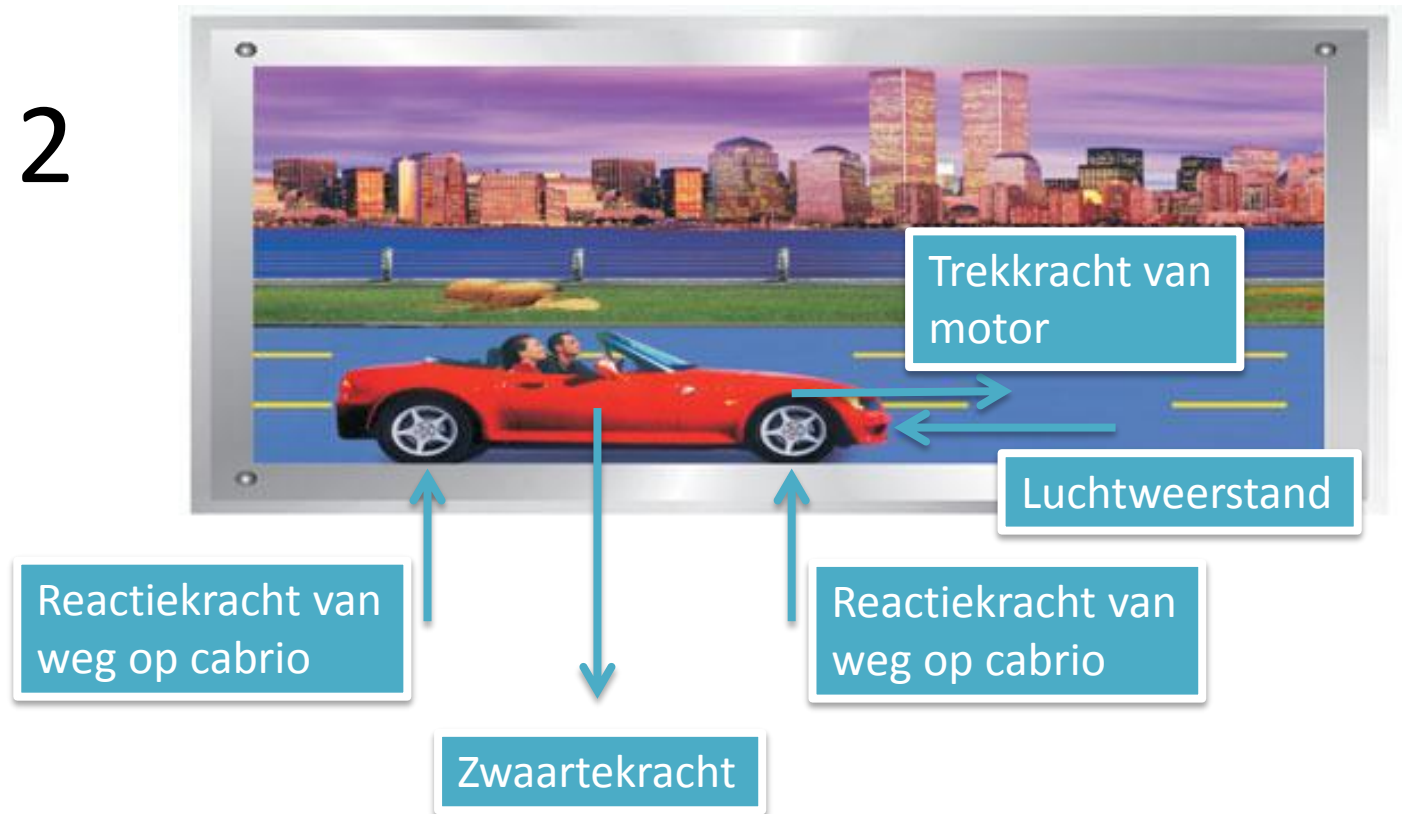 2
Trekkracht van
motor
Luchtweerstand
Reactiekracht van
weg op cabrio
Reactiekracht van
weg op cabrio
Zwaartekracht